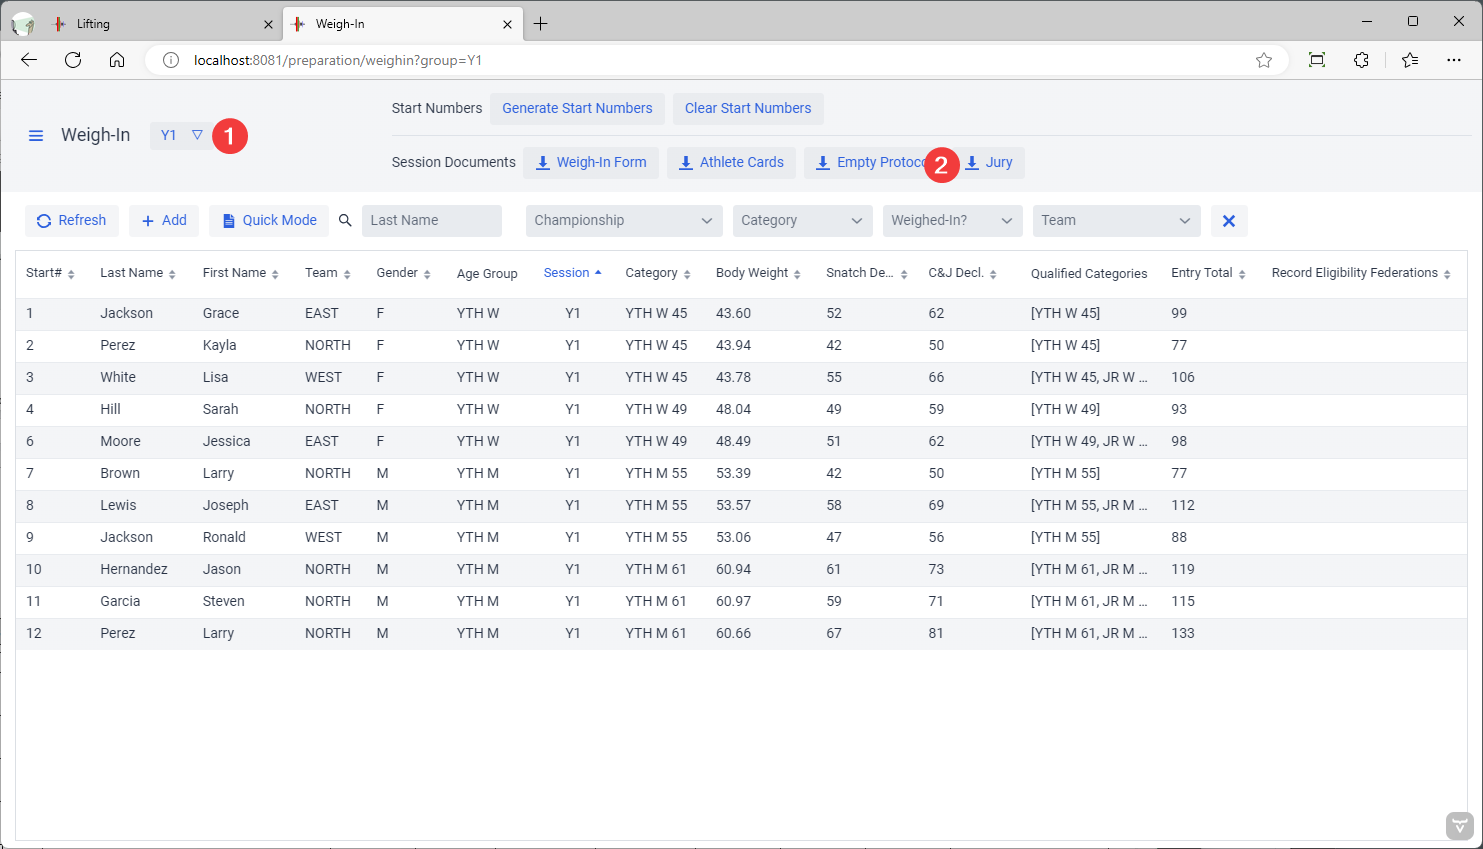 Lifting
Weigh-In
localhost:8081/preparation/weighin?group=Y1
Start Numbers Generate Start Numbers Clear Start Numbers
Weigh-In Y1 1
Session Documents Weigh-In Form Athlete Cards Empty Protoco 2 Jury
Refresh Add Quick Mode Last Name Championship Category Weighed-In? Team
Start# Last Name First Name Team Gender Age Group Session Category Body Weight Snatch De... C&J Decl. Qualified Categories Entry Total Record Eligibility Federations
1 Jackson Grace EAST F YTH W Y1 YTH W 45 43.60 52 62 [YTH W 45] 99
2 Perez Kayla NORTH F YTH W Y1 YTH W 45 43.94 42 50 [YTH W 45] 77
3 White Lisa WEST F YTH W Y1 YTH W 45 43.78 55 66 [YTH W 45, JR W ... 106
4 Hill Sarah NORTH F YTH W Y1 YTH W 49 48.04 49 59 [YTH W 49] 93
6 Moore Jessica EAST F YTH W Y1 YTH W 49 48.49 51 62 [YTH W 49, JR W ... 98
7 Brown Larry NORTH M YTH M Y1 YTH M 55 53.39 42 50 [YTH M 55] 77
8 Lewis Joseph EAST M YTH M Y1 YTH M 55 53.57 58 69 [YTH M 55, JR M ... 112
9 Jackson Ronald WEST M YTH M Y1 YTH M 55 53.06 47 56 [YTH M 55] 88
10 Hernandez Jason NORTH M YTH M Y1 YTH M 61 60.94 61 73 [YTH M 61, JR M ... 119
11 Garcia Steven NORTH M YTH M Y1 YTH M 61 60.97 59 71 [YTH M 61, JR M ... 115
12 Perez Larry NORTH M YTH M Y1 YTH M 61 60.66 67 81 [YTH M 61, JR M ... 133